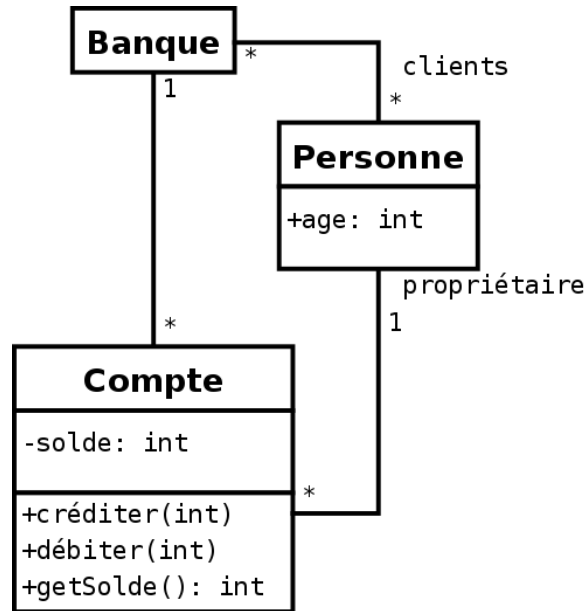 Banque
*
1
clients
*
Personne
+age: int
propriétaire
1
*
Compte
-solde: int
*
+créditer(int)
+débiter(int)
+getSolde(): int